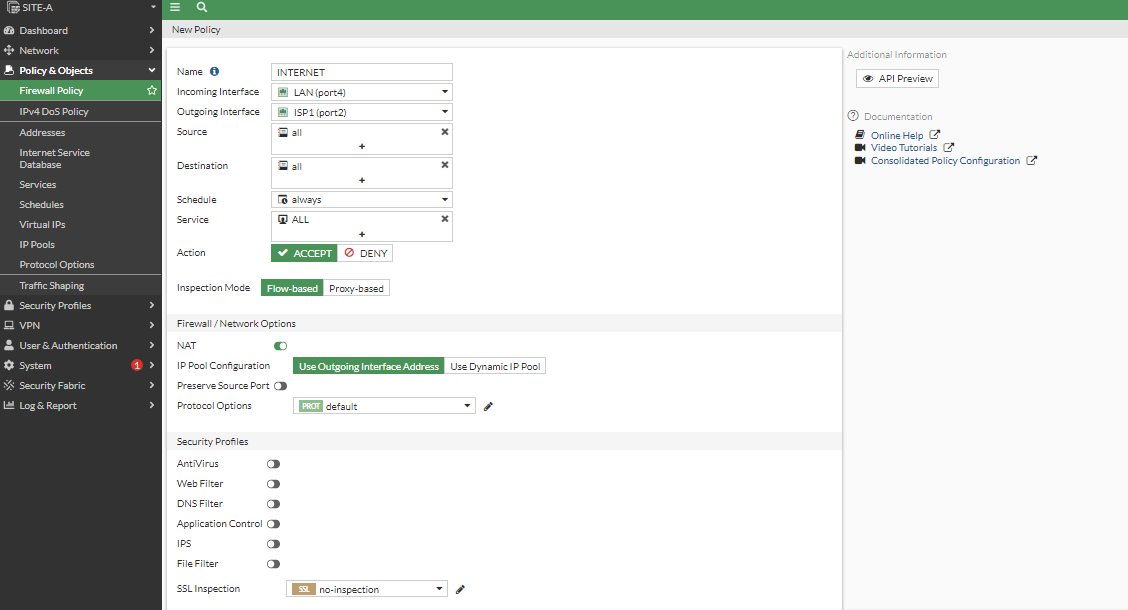 SITE-A
Dashboard
Network
Policy & Objects
Firewall Policy
IPv4 DoS Policy
Addresses
Internet Service
Database
Services
Schedules
Virtual IPs
IP Pools
Protocol Options
Traffic Shaping
Security Profiles
VPN
User & Authentication
System 1
Security Fabric
Log & Report
New Policy
Name INTERNET
Incoming Interface LAN (port4)
Outgoing Interface ISP1 (port2)
Source all
+
Destination all
+
Schedule always
Service ALL
+
Action ACCEPT DENY
Inspection Mode Flow-based Proxy-based
Firewall / Network Options
NAT
IP Pool Configuration Use Outgoing Interface Address Use Dynamic IP Pool
Preserve Source Port
Protocol Options PROT default
Security Profiles
AntiVirus
Web Filter
DNS Filter
Application Control
IPS
File Filter
SSL Inspection SSL no-inspection
Additional Information
API Preview
Documentation
Online Help
Video Tutorials
Consolidated Policy Configuration